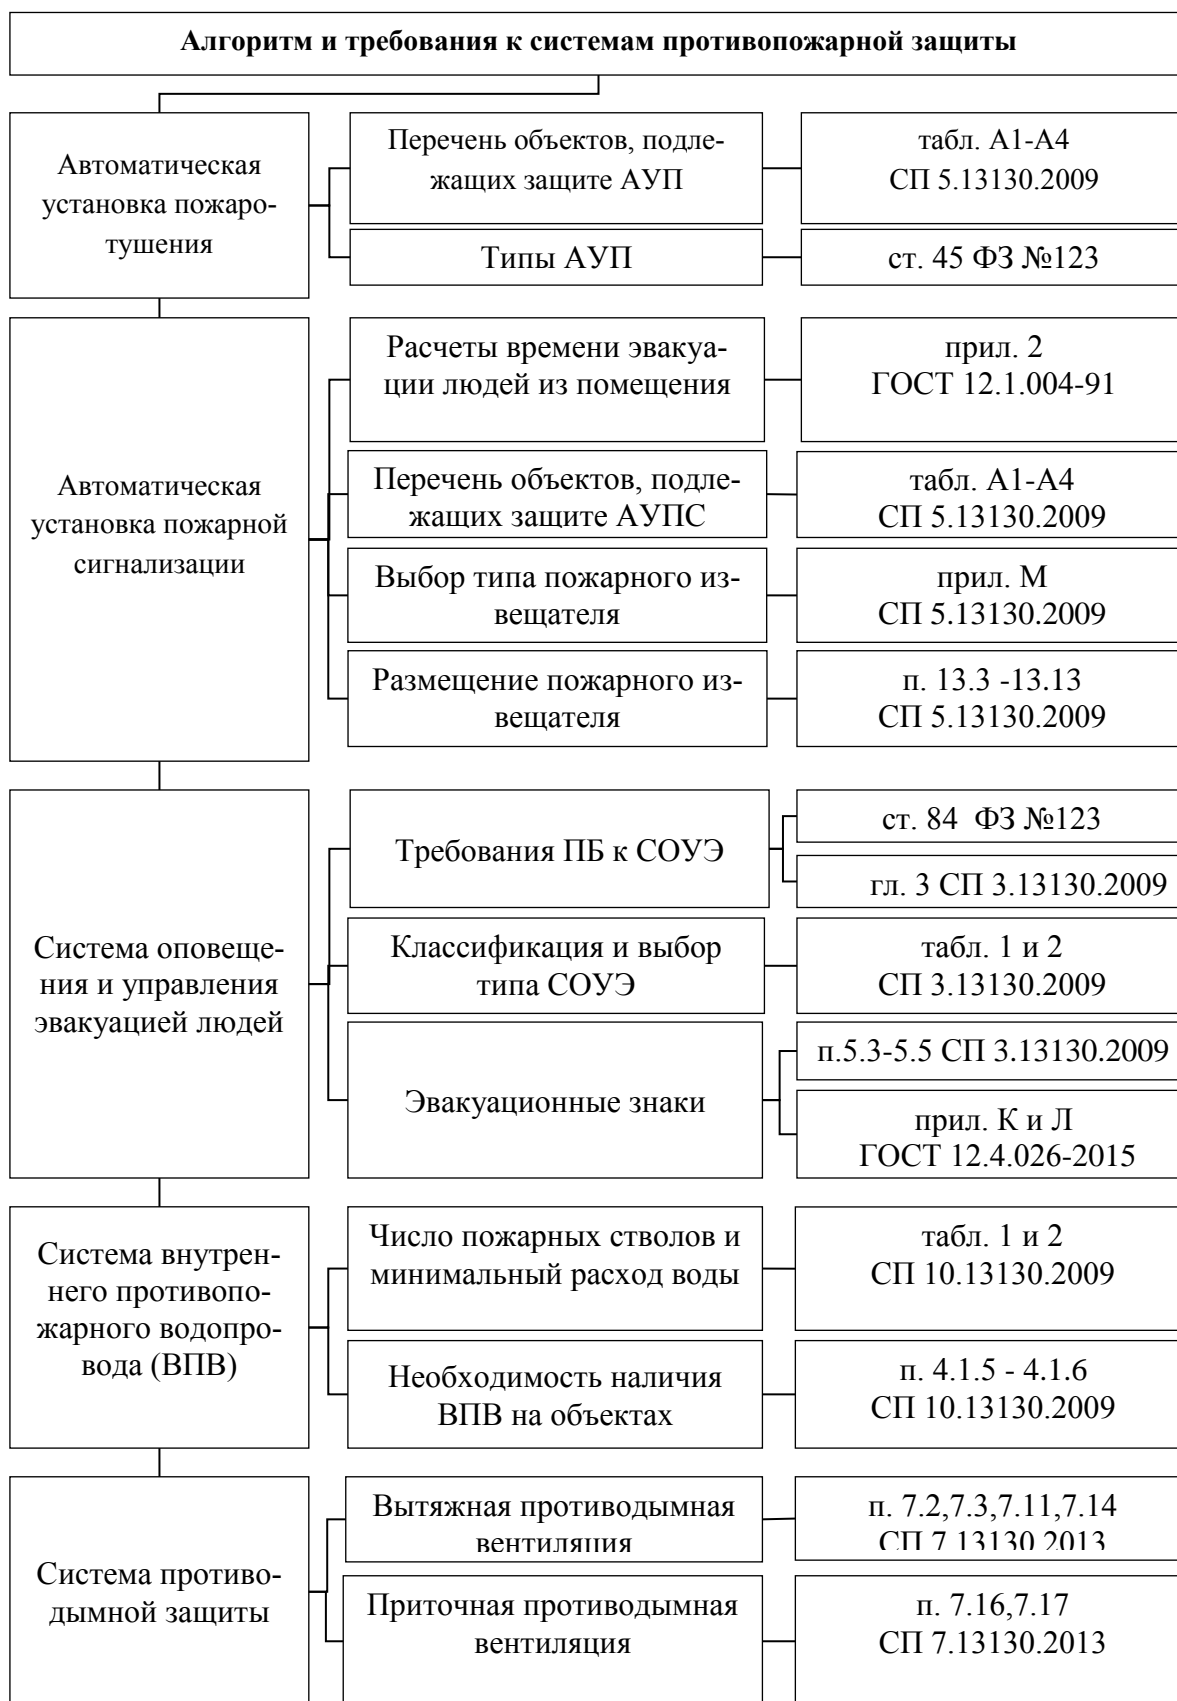 Алгоритм и требования к системам противопожарной защиты
Автоматическая
установка пожаро-
тушения
Перечень объектов, подле-
жащих защите АУП
табл. А1-А4
СП 5.13130.2009
Типы АУП
ст. 45 ФЗ №123
Автоматическая
установка пожарной
сигнализации
Расчеты времени эвакуа-
ции людей из помещения
прил. 2
ГОСТ 12.1.004-91
Перечень объектов, подле-
жащих защите АУПС
табл. А1-А4
СП 5.13130.2009
Выбор типа пожарного из-
вещателя
прил. М
СП 5.13130.2009
Размещение пожарного из-
вещателя
п. 13.3 -13.13
СП 5.13130.2009
Система оповеще-
ния и управления
эвакуацией людей
Требования ПБ к СОУЭ
ст. 84 ФЗ №123
гл. 3 СП 3.13130.2009
Классификация и выбор
типа СОУЭ
табл. 1 и 2
СП 3.13130.2009
Эвакуационные знаки
п.5.3-5.5 СП 3.13130.2009
прил. К и Л
ГОСТ 12.4.026-2015
Система внутрен-
него противопо-
жарного водопро-
вода (ВПВ)
Число пожарных стволов и
минимальный расход воды
табл. 1 и 2
СП 10.13130.2009
Необходимость наличия
ВПВ на объектах
п. 4.1.5 - 4.1.6
СП 10.13130.2009
Система противо-
дымной защиты
Вытяжная противодымная
вентиляция
п. 7.2,7.3,7.11,7.14
СП 7.13130.2013
Приточная противодымная
вентиляция
п. 7.16,7.17
СП 7.13130.2013